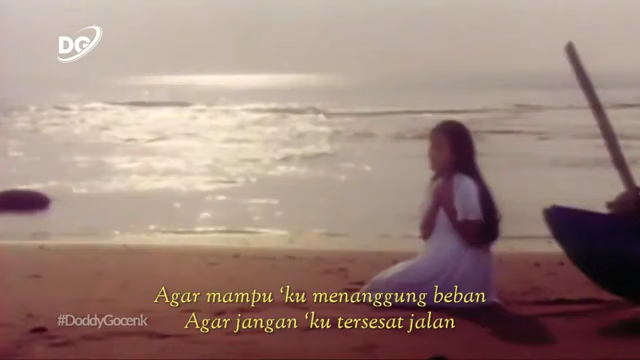 DG
Agar mampu ‘ku menanggung beban
Agar jangan ‘ku tersesat jalan
#DoddyGocenk